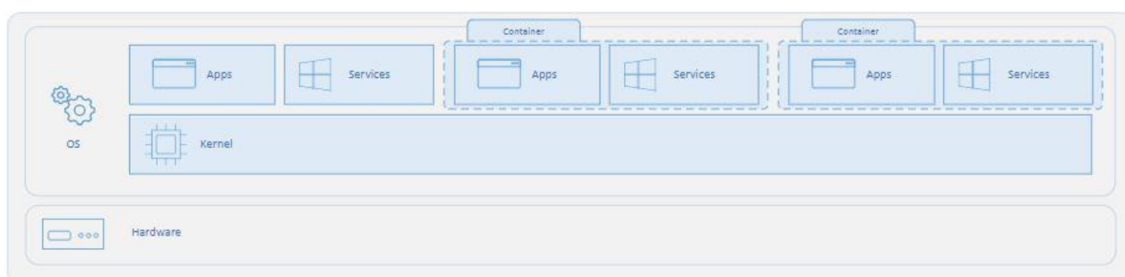 Container
Container
Apps
Services
Apps
Services
Apps
Services
OS
Kernel
Hardware